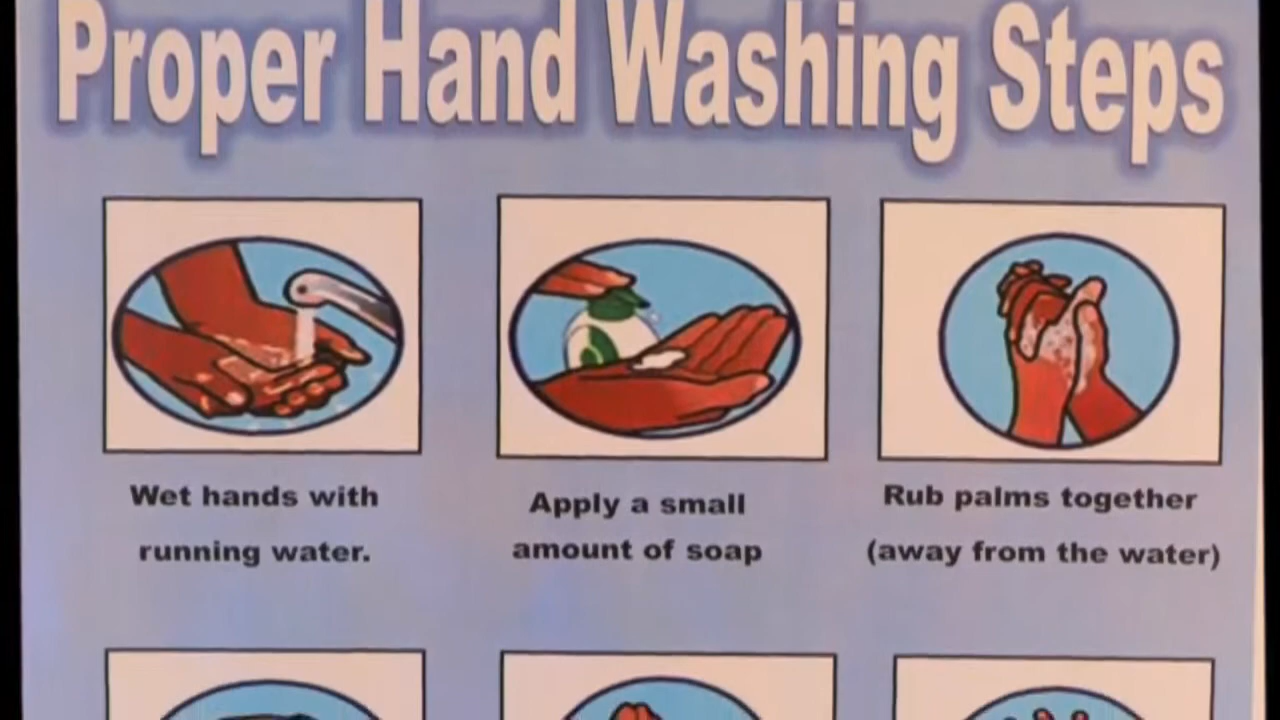 Proper Hand Washing Steps
Wet hands with
running water.
Apply a small
amount of soap
Rub palms together
(away from the water)